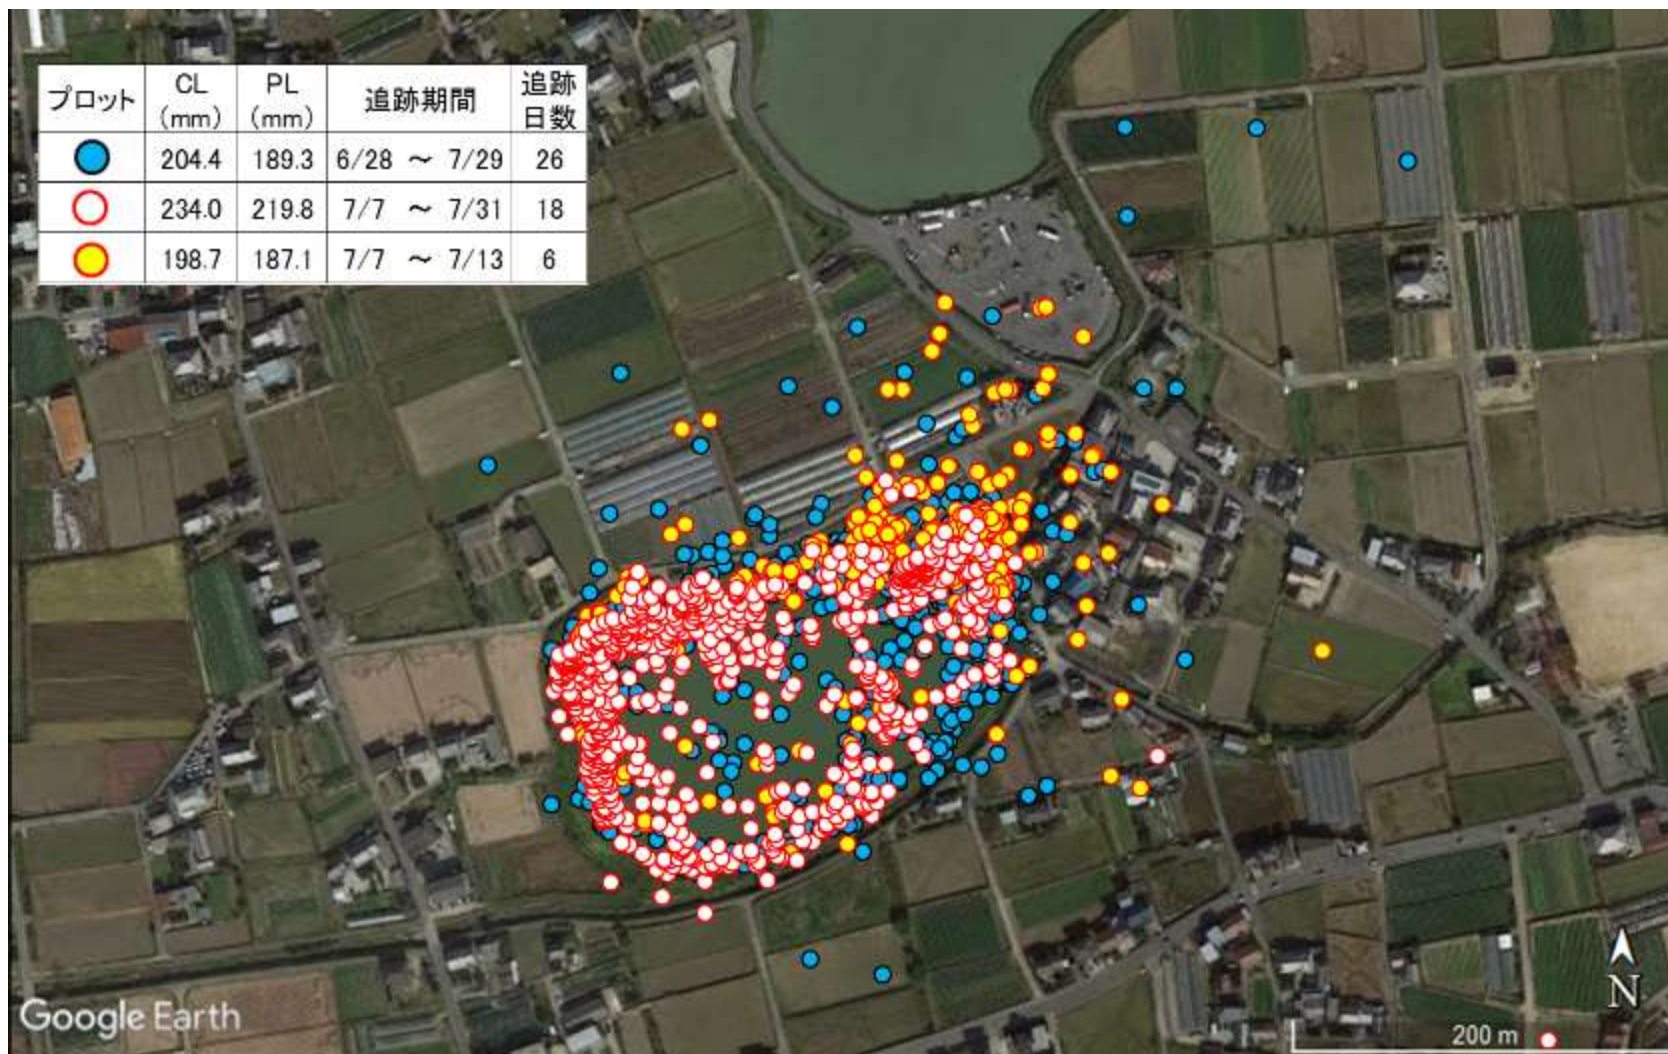 プロット CL (mm) PL (mm) 追跡期間 追跡日数
204.4 189.3 6/28 ～ 7/29 26
234.0 219.8 7/7 ～ 7/31 18
198.7 187.1 7/7 ～ 7/13 6
Google Earth
N
200 m